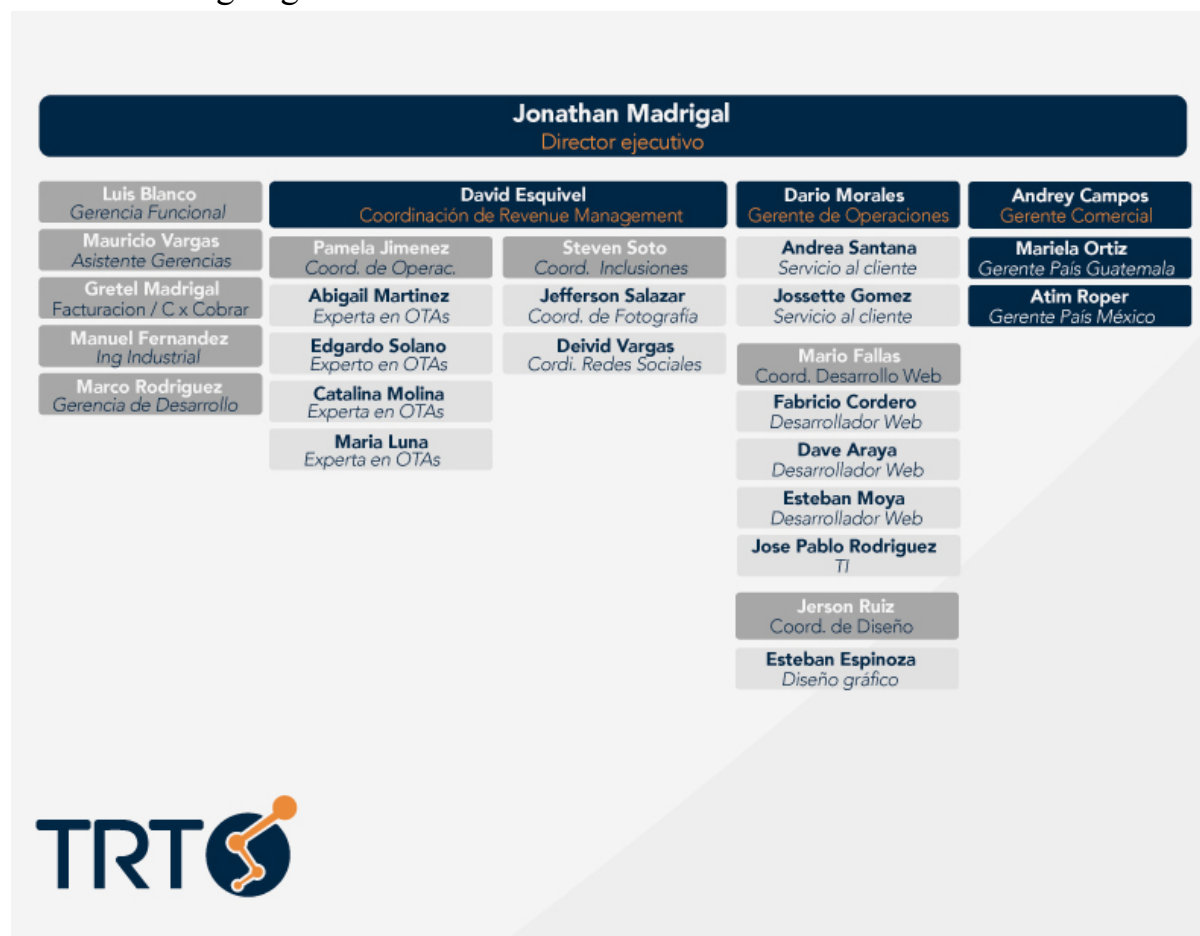 Jonathan Madrigal
Director ejecutivo
Luis Blanco
Gerencia Funcional
Mauricio Vargas
Asistente Gerencias
Gretel Madrigal
Facturacion / C x Cobrar
Manuel Fernandez
Ing Industrial
Marco Rodriguez
Gerencia de Desarrollo
David Esquivel
Coordinación de Revenue Management
Pamela Jimenez
Coord. de Operac.
Abigail Martinez
Experta en OTAs
Edgardo Solano
Experto en OTAs
Catalina Molina
Experta en OTAs
Maria Luna
Experta en OTAs
Steven Soto
Coord. Inclusiones
Jefferson Salazar
Coord. de Fotografía
Deivid Vargas
Cordi. Redes Sociales
Dario Morales
Gerente de Operaciones
Andrea Santana
Servicio al cliente
Jossette Gomez
Servicio al cliente
Mario Fallas
Coord. Desarrollo Web
Fabricio Cordero
Desarrollador Web
Dave Araya
Desarrollador Web
Esteban Moya
Desarrollador Web
Jose Pablo Rodriguez
TI
Jerson Ruiz
Coord. de Diseño
Esteban Espinoza
Diseño gráfico
Andrey Campos
Gerente Comercial
Mariela Ortiz
Gerente País Guatemala
Atim Roper
Gerente País México
TRT